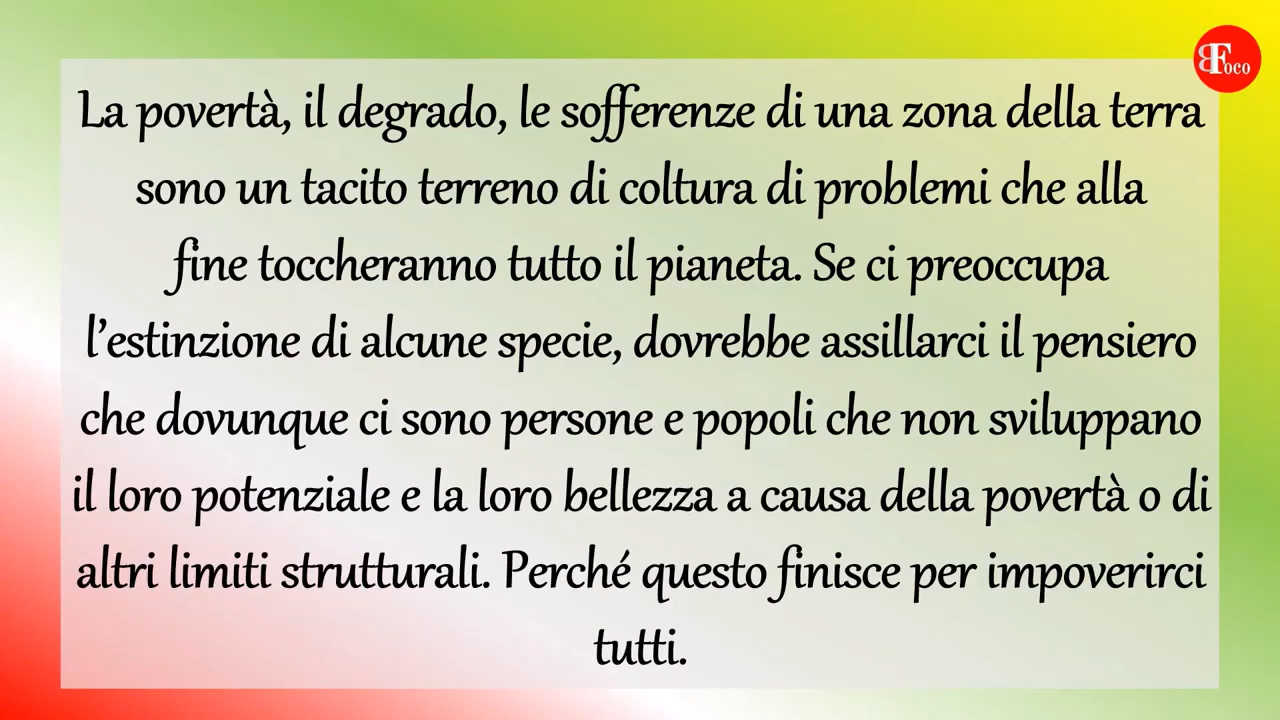 BFoco
La povertà, il degrado, le sofferenze di una zona della terra
sono un tacito terreno di coltura di problemi che alla
fine toccheranno tutto il pianeta. Se ci preoccupa
l’estinzione di alcune specie, dovrebbe assillarci il pensiero
che dovunque ci sono persone e popoli che non sviluppano
il loro potenziale e la loro bellezza a causa della povertà o di
altri limiti strutturali. Perché questo finisce per impoverirci
tutti.